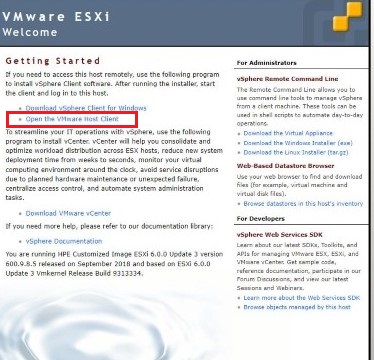 VMware ESXi
Welcome
Getting Started
If you need to access this host remotely, use the following
program to install vSphere Client software. After running the installer, start
the client and log in to this host.
Download vSphere Client for Windows
Open the VMware Host Client
To streamline your IT operations with vSphere, use the following
program to install vCenter. vCenter will help you consolidate and
optimize workload distribution across ESX hosts, reduce new system
deployment time from weeks to seconds, monitor your virtual
computing environment around the clock, avoid service disruptions
due to planned hardware maintenance or unexpected failure,
centralize access control, and automate system administration
tasks.
Download VMware vCenter
If you need more help, please refer to our documentation library:
vSphere Documentation
You are running HPE Customized Image ESXi 6.0.0 Update 3 version
600.9.8.5 released on September 2018 and based on ESXi 6.0.0
Update 3 Vmkernel Release Build 9313334.
For Administrators
vSphere Remote Command Line
The Remote Command Line allows you to
use command line tools to manage vSphere
from a client machine. These tools can be
used in shell scripts to automate day-to-day
operations.
Download the Virtual Appliance
Download the Windows Installer (exe)
Download the Linux Installer (tar.gz)
Web-Based Datastore Browser
Use your web browser to find and download
files (for example, virtual machine and
virtual disk files).
Browse datastores in this host's inventory
For Developers
vSphere Web Services SDK
Learn about our latest SDKs, Toolkits, and
APIs for managing VMware ESX, ESXi, and
VMware vCenter. Get sample code,
reference documentation, participate in our
Forum Discussions, and view our latest
Sessions and Webinars.
Learn more about the Web Services SDK
Browse objects managed by this host